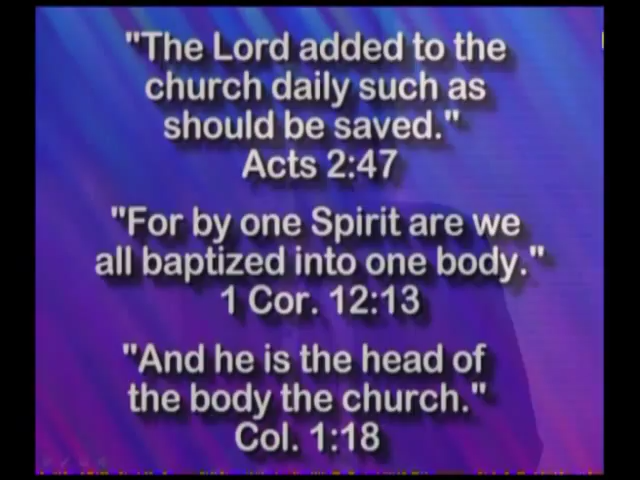 "The Lord added to the
church daily such as
should be saved."
Acts 2:47
"For by one Spirit are we
all baptized into one body."
1 Cor. 12:13
"And he is the head of
the body the church."
Col. 1:18